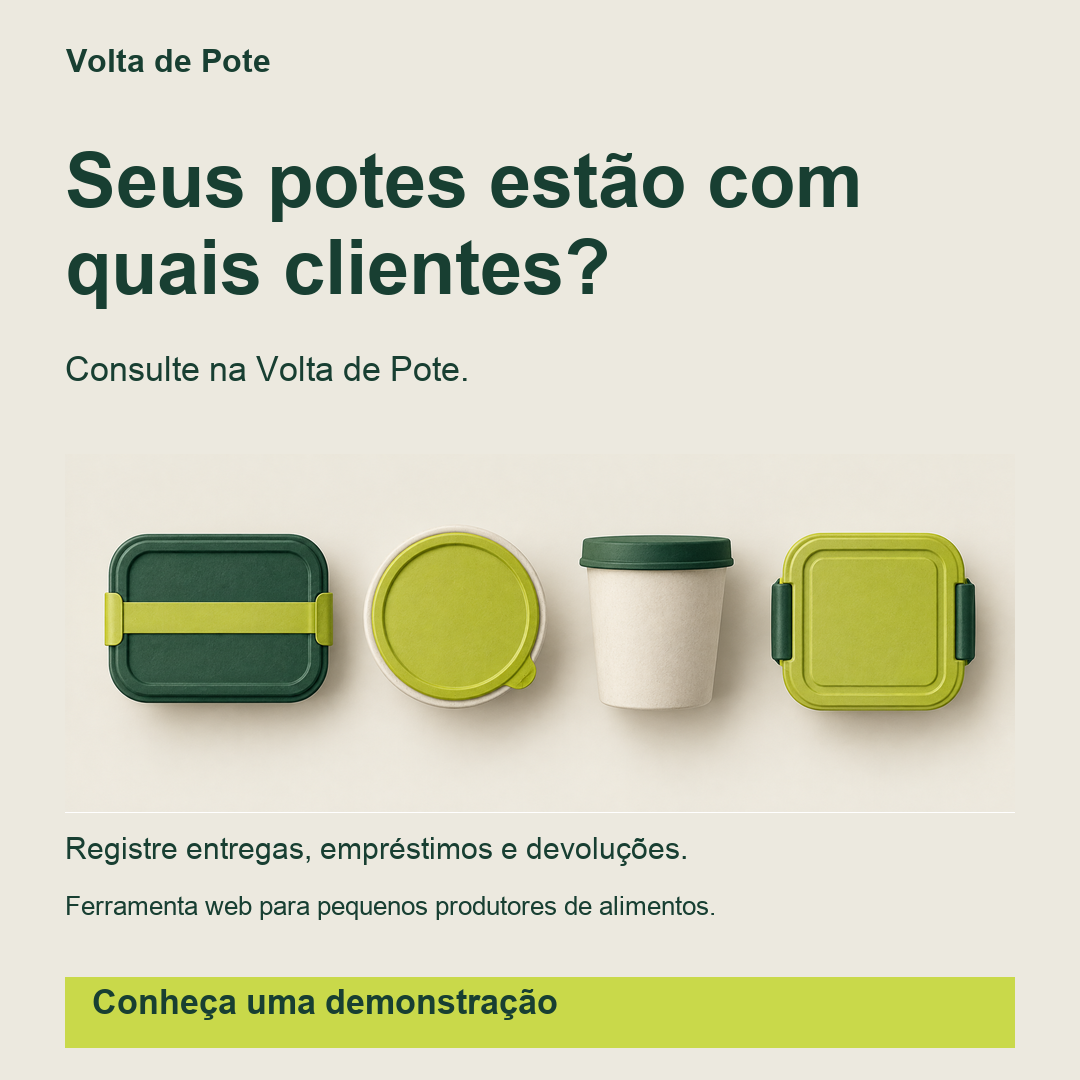 Volta de Pote
Seus potes estão com
quais clientes?
Consulte na Volta de Pote.
Registre entregas, empréstimos e devoluções.
Ferramenta web para pequenos produtores de alimentos.
Conheça uma demonstração